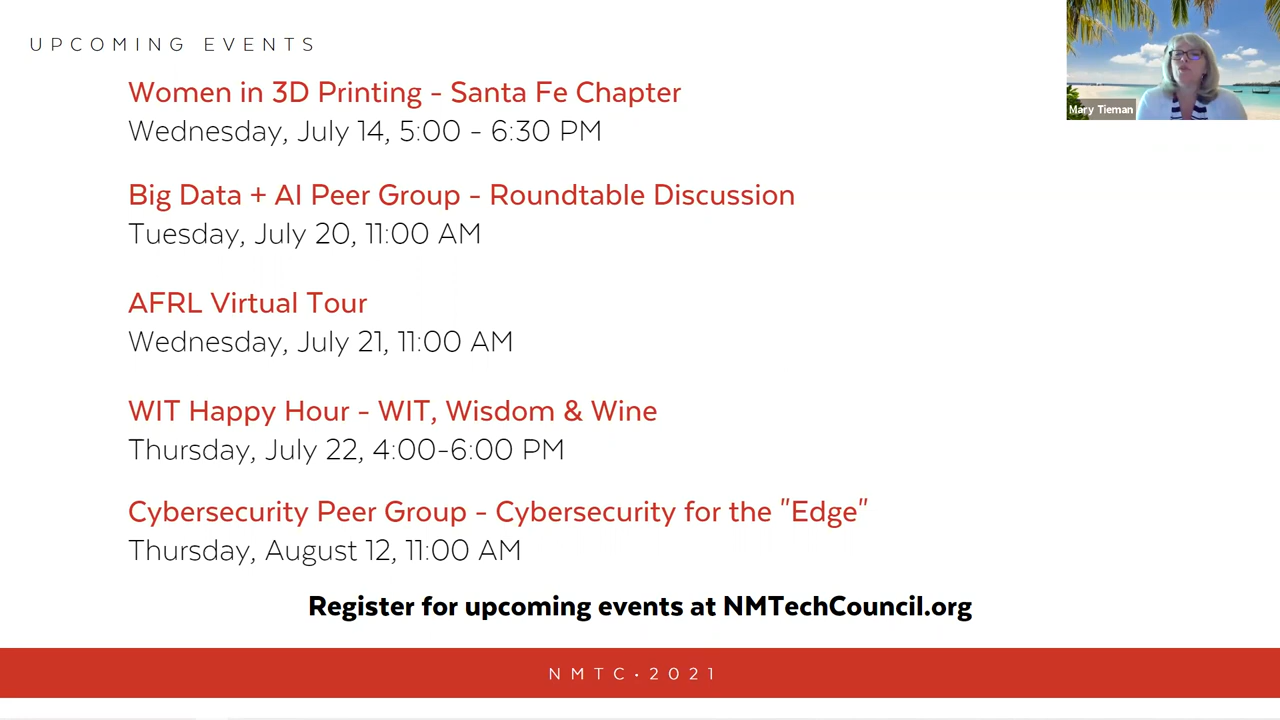 UPCOMING EVENTS
Women in 3D Printing - Santa Fe Chapter
Wednesday, July 14, 5:00 - 6:30 PM
Big Data + AI Peer Group - Roundtable Discussion
Tuesday, July 20, 11:00 AM
AFRL Virtual Tour
Wednesday, July 21, 11:00 AM
WIT Happy Hour - WIT, Wisdom & Wine
Thursday, July 22, 4:00-6:00 PM
Cybersecurity Peer Group - Cybersecurity for the "Edge"
Thursday, August 12, 11:00 AM
Register for upcoming events at NMTechCouncil.org
NMTC•2021
Mary Tieman